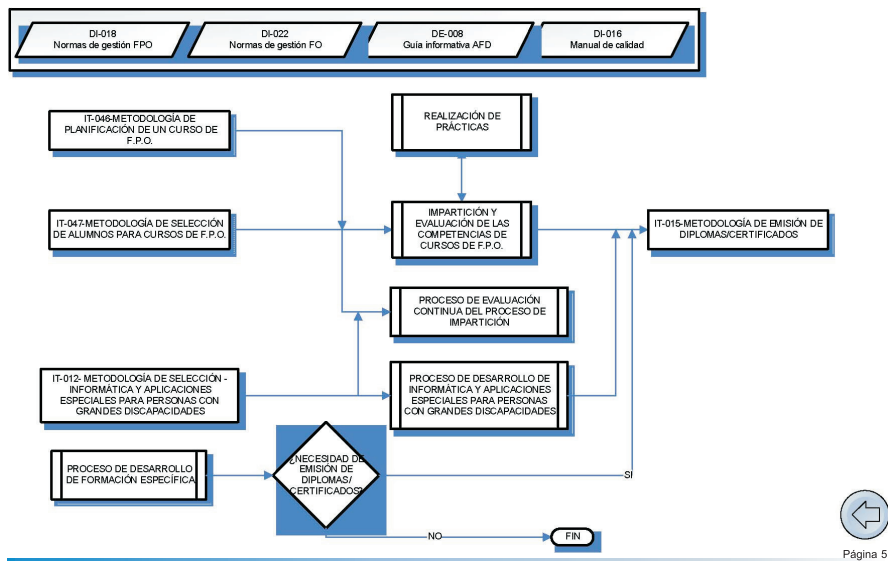 DI-018
Normas de gestión FPO
DI-022
Normas de gestión FO
DE-008
Guía informativa AFD
DI-016
Manual de calidad
IT-046-METODOLOGÍA DE
PLANIFICACIÓN DE UN CURSO DE
F.P.O.
REALIZACIÓN DE
PRÁCTICAS
IT-047-METODOLOGÍA DE SELECCIÓN
DE ALUMNOS PARA CURSOS DE F.P.O.
IMPARTICIÓN Y
EVALUACIÓN DE LAS
COMPETENCIAS DE
CURSOS DE F.P.O.
IT-015-METODOLOGÍA DE EMISIÓN DE
DIPLOMAS/CERTIFICADOS
PROCESO DE EVALUACIÓN
CONTINUA DEL PROCESO DE
IMPARTICIÓN
IT-012- METODOLOGÍA DE SELECCIÓN -
INFORMÁTICA Y APLICACIONES
ESPECIALES PARA PERSONAS CON
GRANDES DISCAPACIDADES
PROCESO DE DESARROLLO DE
INFORMÁTICA Y APLICACIONES
ESPECIALES PARA PERSONAS
CON GRANDES DISCAPACIDADES
PROCESO DE DESARROLLO
DE FORMACIÓN ESPECÍFICA
¿NECESIDAD DE
EMISIÓN DE
DIPLOMAS/
CERTIFICADOS?
SI
NO
FIN
Página 5